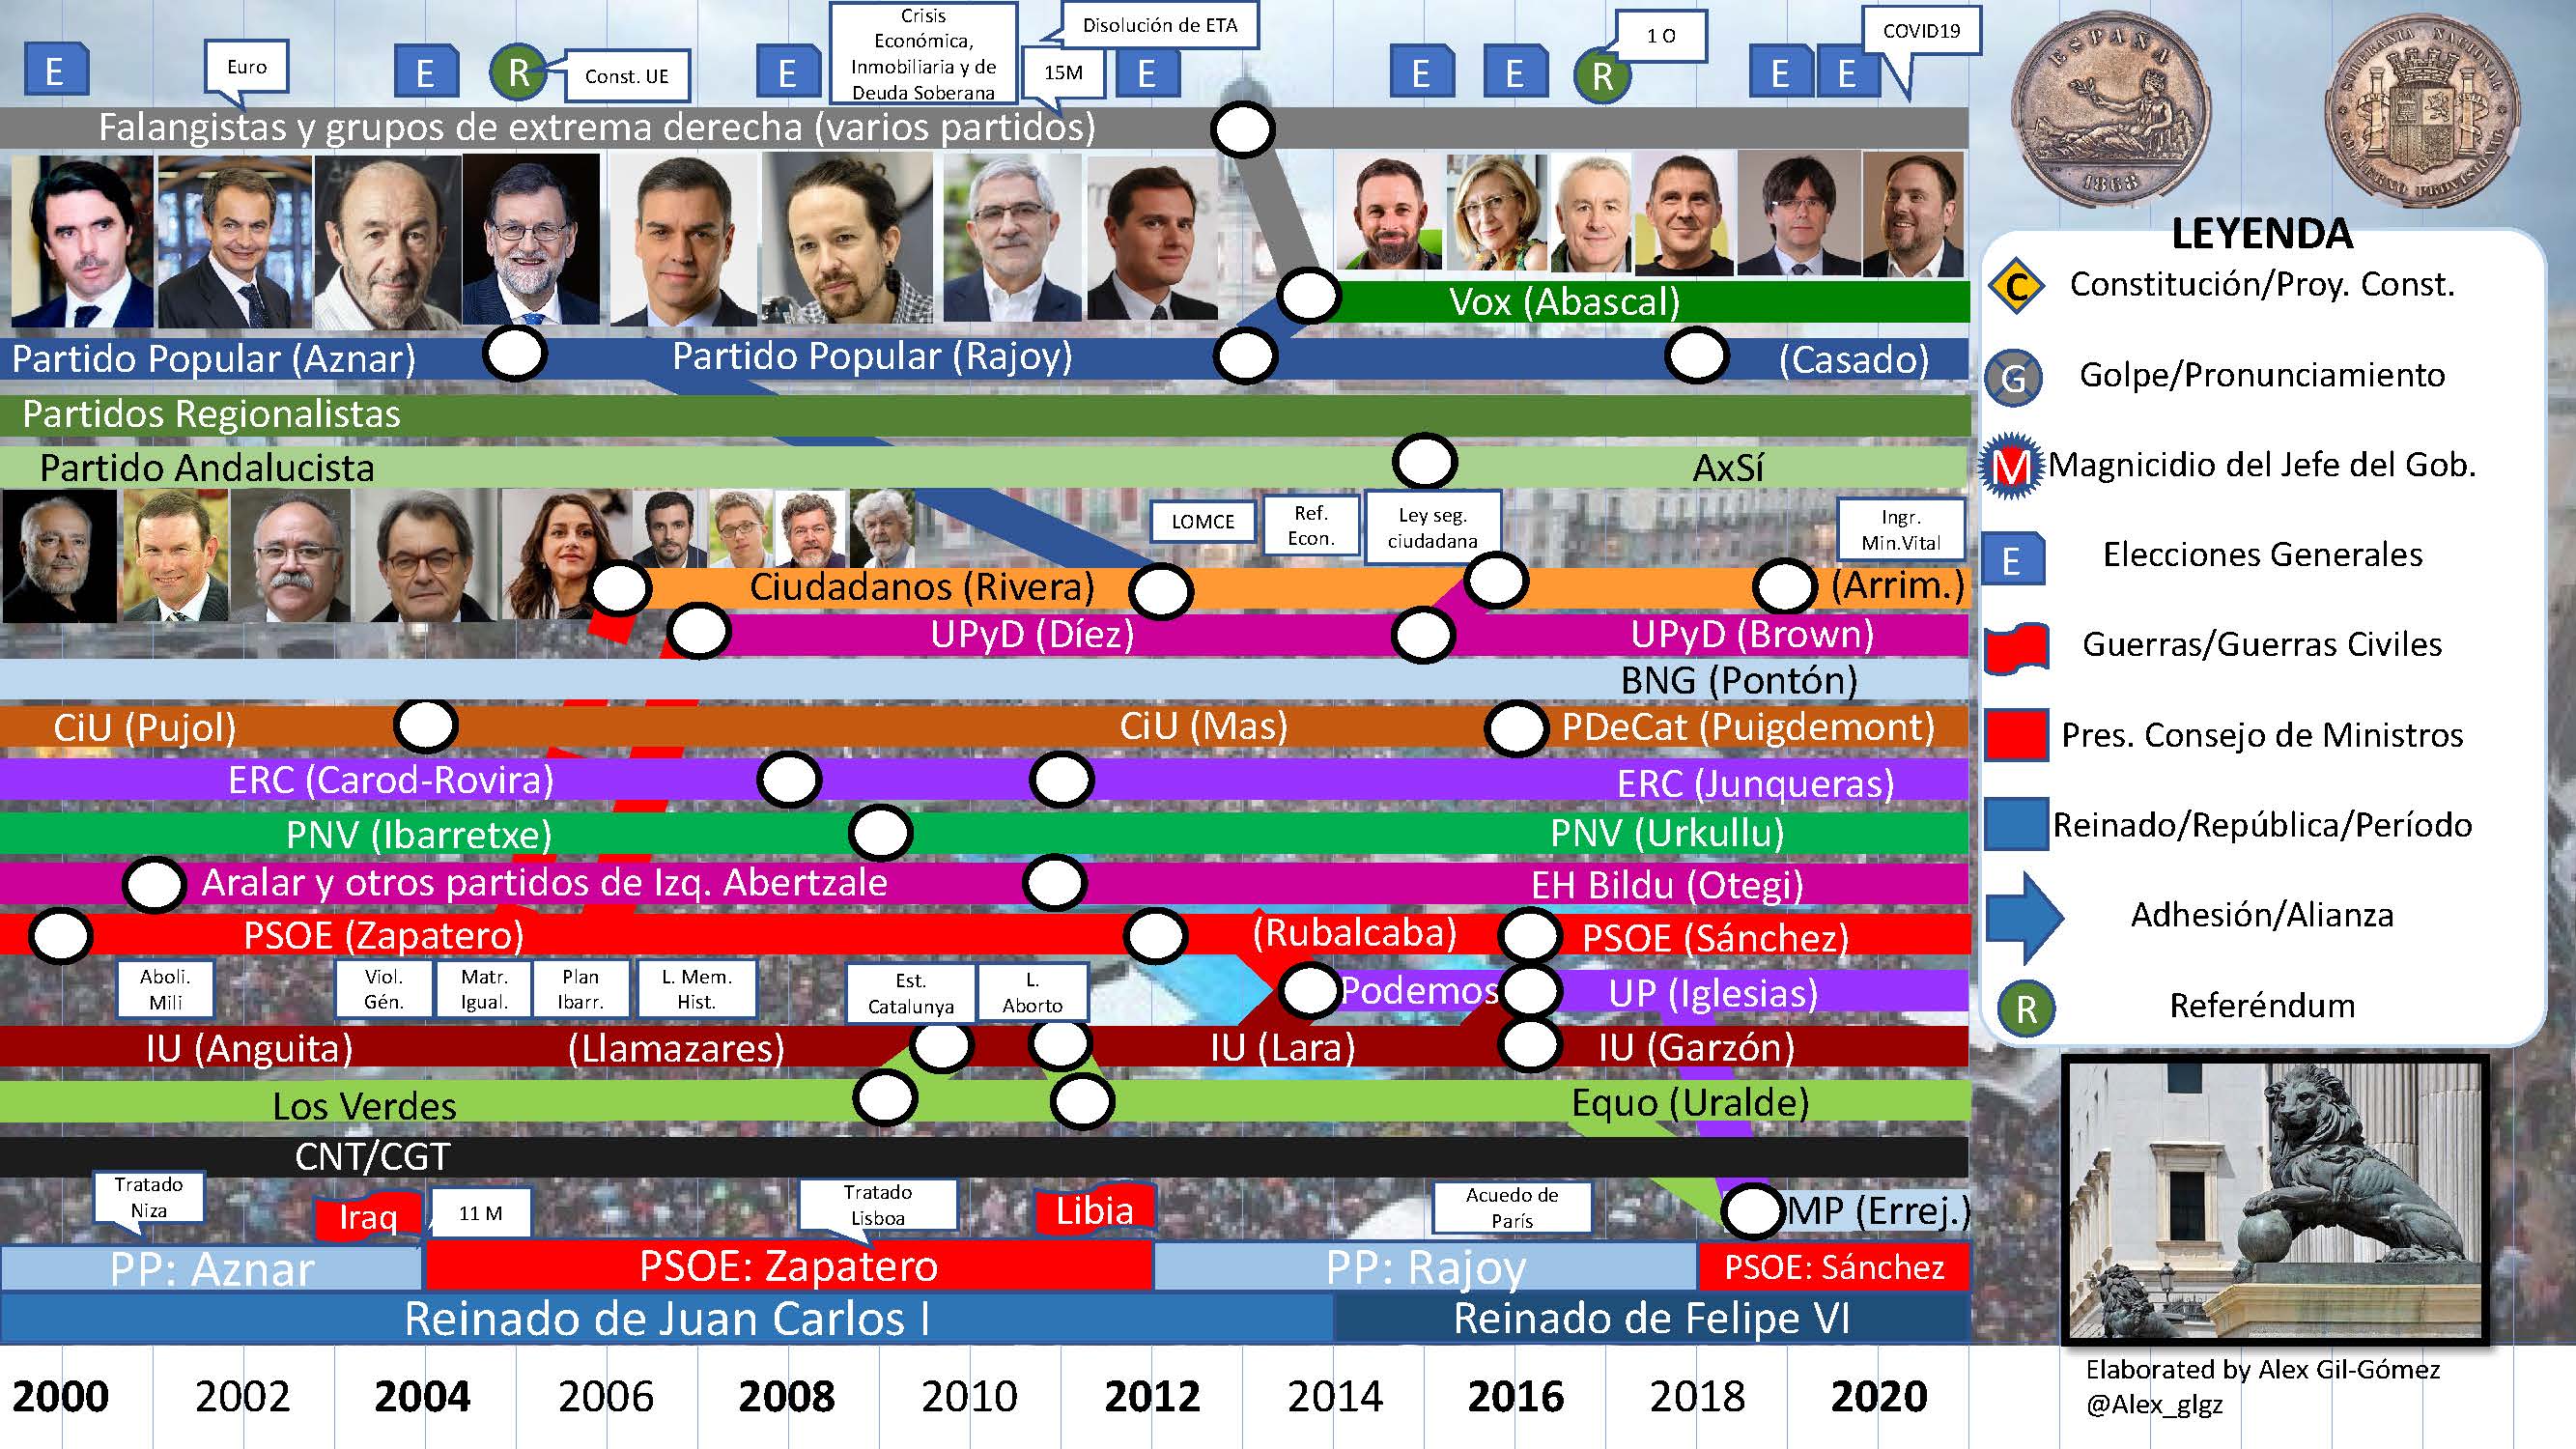 E
Euro
E
R
Const. UE
E
Crisis
Económica,
Inmobiliaria y de
Deuda Soberana
15M
Disolución de ETA
E
E
E
R
1 O
E
E
COVID19
Falangistas y grupos de extrema derecha (varios partidos)
Vox (Abascal)
Partido Popular (Aznar)
Partido Popular (Rajoy)
(Casado)
Partidos Regionalistas
Partido Andalucista
AxSí
LOMCE
Ref.
Econ.
Ley seg.
ciudadana
Ingr.
Min.Vital
Ciudadanos (Rivera)
(Arrim.)
UPyD (Díez)
UPyD (Brown)
BNG (Pontón)
CiU (Pujol)
CiU (Mas)
PDeCat (Puigdemont)
ERC (Carod-Rovira)
ERC (Junqueras)
PNV (Ibarretxe)
PNV (Urkullu)
Aralar y otros partidos de Izq. Abertzale
EH Bildu (Otegi)
PSOE (Zapatero)
(Rubalcaba)
PSOE (Sánchez)
Aboli.
Mili
Viol.
Gén.
Matr.
Igual.
Plan
Ibarr.
L. Mem.
Hist.
Est.
Catalunya
L.
Aborto
Podemos
UP (Iglesias)
IU (Anguita)
(Llamazares)
IU (Lara)
IU (Garzón)
Los Verdes
Equo (Uralde)
CNT/CGT
Tratado
Niza
Iraq
11 M
Tratado
Lisboa
Libia
Acuedo de
París
MP (Errej.)
PP: Aznar
PSOE: Zapatero
PP: Rajoy
PSOE: Sánchez
Reinado de Juan Carlos I
Reinado de Felipe VI
2000
2002
2004
2006
2008
2010
2012
2014
2016
2018
2020
ESPAÑA
1868
SOBERANIA NACIONAL
GOBIERNO PROVISIONAL
LEYENDA
C
Constitución/Proy. Const.
G
Golpe/Pronunciamiento
M
Magnicidio del Jefe del Gob.
E
Elecciones Generales
Guerras/Guerras Civiles
Pres. Consejo de Ministros
Reinado/República/Período
Adhesión/Alianza
R
Referéndum
Elaborated by Alex Gil-Gómez
@Alex_glgz